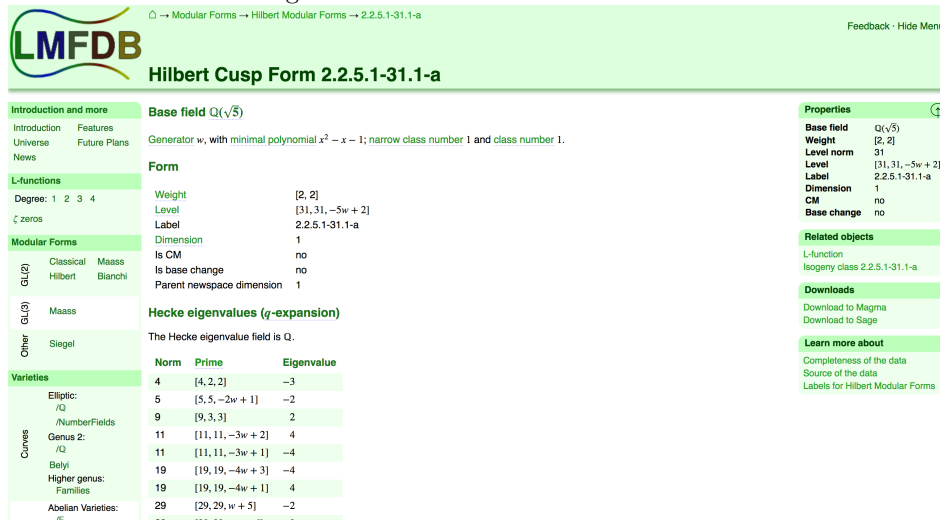 ⌂ → Modular Forms → Hilbert Modular Forms → 2.2.5.1-31.1-a
Feedback · Hide Menu
LMFDB
Hilbert Cusp Form 2.2.5.1-31.1-a
Introduction and more
Introduction Features
Universe Future Plans
News
L-functions
Degree: 1 2 3 4
ζ zeros
Modular Forms
GL(2)
Classical Maass
Hilbert Bianchi
GL(3)
Maass
Other
Siegel
Varieties
Curves
Elliptic:
/Q
/NumberFields
Genus 2:
/Q
Belyi
Higher genus:
Families
Abelian Varieties:
Base field ℚ(√5)
Generator w, with minimal polynomial x² − x − 1; narrow class number 1 and class number 1.
Form
Weight [2, 2]
Level [31, 31, −5w + 2]
Label 2.2.5.1-31.1-a
Dimension 1
Is CM no
Is base change no
Parent newspace dimension 1
Hecke eigenvalues (q-expansion)
The Hecke eigenvalue field is ℚ.
Norm Prime Eigenvalue
4 [4, 2, 2] −3
5 [5, 5, −2w + 1] −2
9 [9, 3, 3] 2
11 [11, 11, −3w + 2] 4
11 [11, 11, −3w + 1] −4
19 [19, 19, −4w + 3] −4
19 [19, 19, −4w + 1] 4
29 [29, 29, w + 5] −2
Properties
Base field ℚ(√5)
Weight [2, 2]
Level norm 31
Level [31, 31, −5w + 2]
Label 2.2.5.1-31.1-a
Dimension 1
CM no
Base change no
Related objects
L-function
Isogeny class 2.2.5.1-31.1-a
Downloads
Download to Magma
Download to Sage
Learn more about
Completeness of the data
Source of the data
Labels for Hilbert Modular Forms